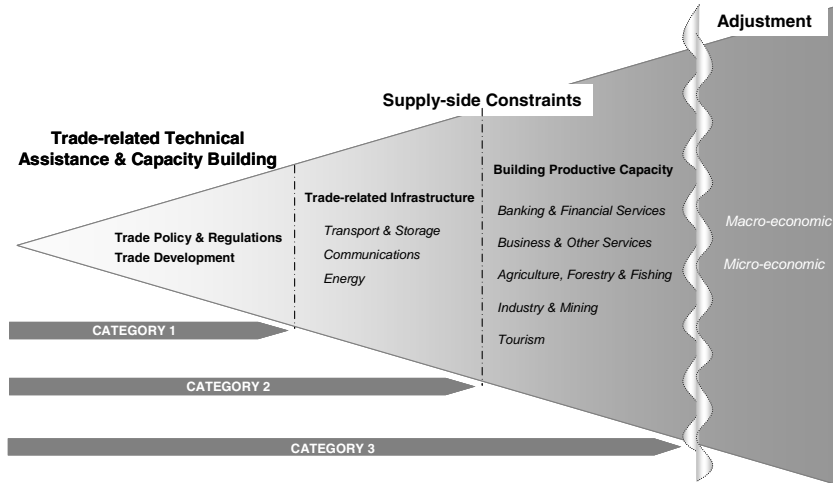 Adjustment
Supply-side Constraints
Trade-related Technical
Assistance & Capacity Building
Trade Policy & Regulations
Trade Development
Trade-related Infrastructure
Transport & Storage
Communications
Energy
Building Productive Capacity
Banking & Financial Services
Business & Other Services
Agriculture, Forestry & Fishing
Industry & Mining
Tourism
Macro-economic
Micro-economic
CATEGORY 1
CATEGORY 2
CATEGORY 3